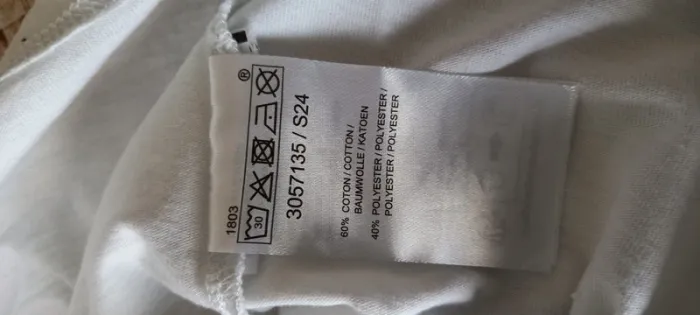 1803
®
30
3057135 / S24
60% COTON / COTTON /
BAUMWOLLE / KATOEN
40% POLYESTER / POLYESTER /
POLYESTER / POLYESTER